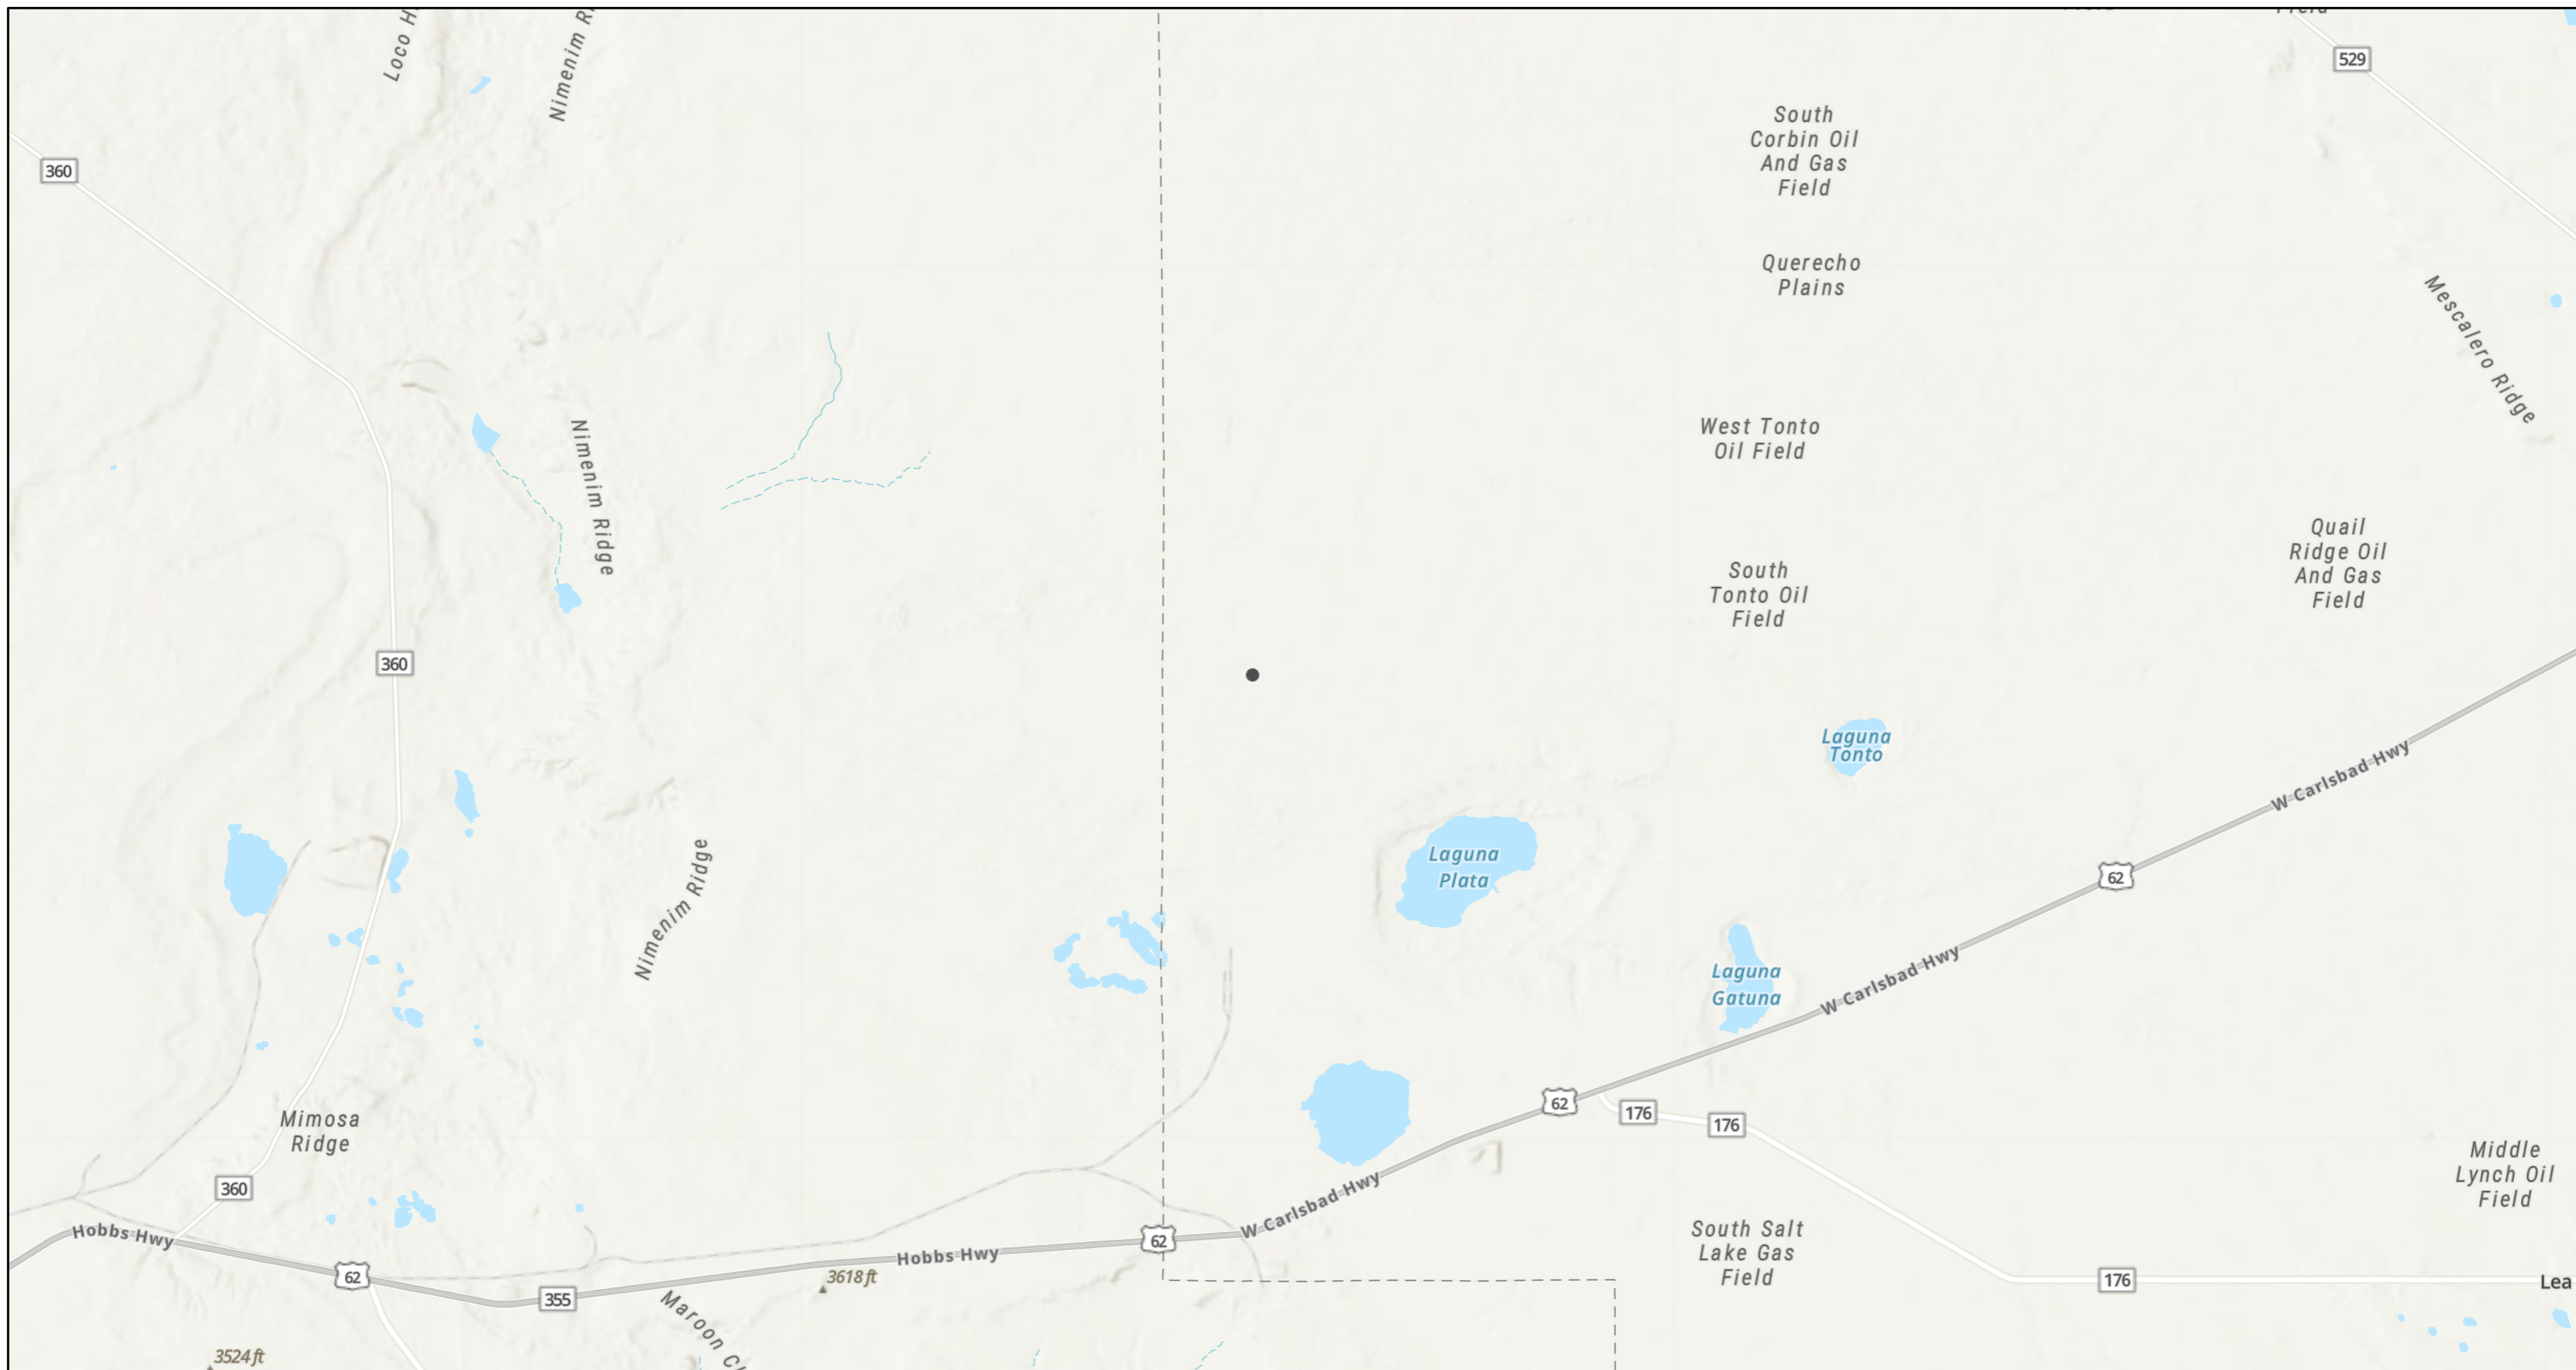 Loco
Nimenim
529
South
Corbin Oil
And Gas
Field
360
Querecho
Plains
Mescalero Ridge
West Tonto
Oil Field
Nimenim Ridge
Quail
Ridge Oil
And Gas
Field
South
Tonto Oil
Field
360
Laguna
Tonto
W Carlsbad Hwy
Laguna
Plata
62
Nimenim Ridge
W Carlsbad Hwy
Laguna
Gatuna
62
176
176
Mimosa
Ridge
Middle
Lynch Oil
Field
360
W Carlsbad Hwy
Hobbs Hwy
62
Hobbs Hwy
South Salt
Lake Gas
Field
62
3618 ft
176
Lea
355
Maroon
3524 ft